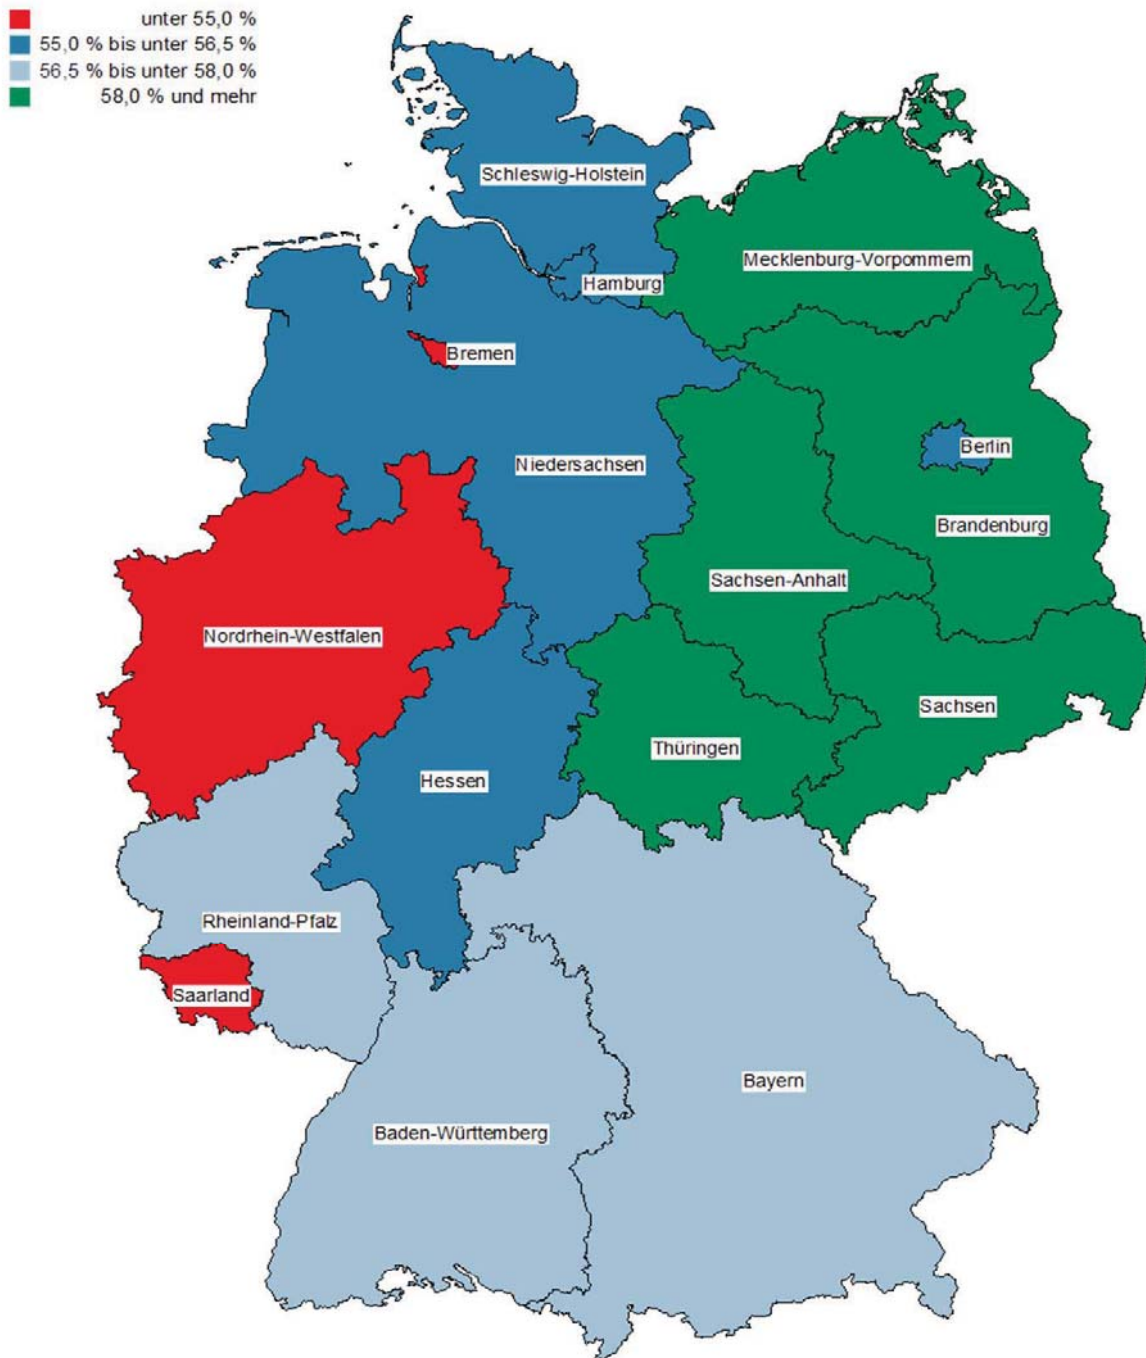 unter 55,0 %
55,0 % bis unter 56,5 %
56,5 % bis unter 58,0 %
58,0 % und mehr
Schleswig-Holstein
Mecklenburg-Vorpommern
Hamburg
Bremen
Berlin
Niedersachsen
Brandenburg
Sachsen-Anhalt
Nordrhein-Westfalen
Sachsen
Thüringen
Hessen
Rheinland-Pfalz
Saarland
Bayern
Baden-Württemberg